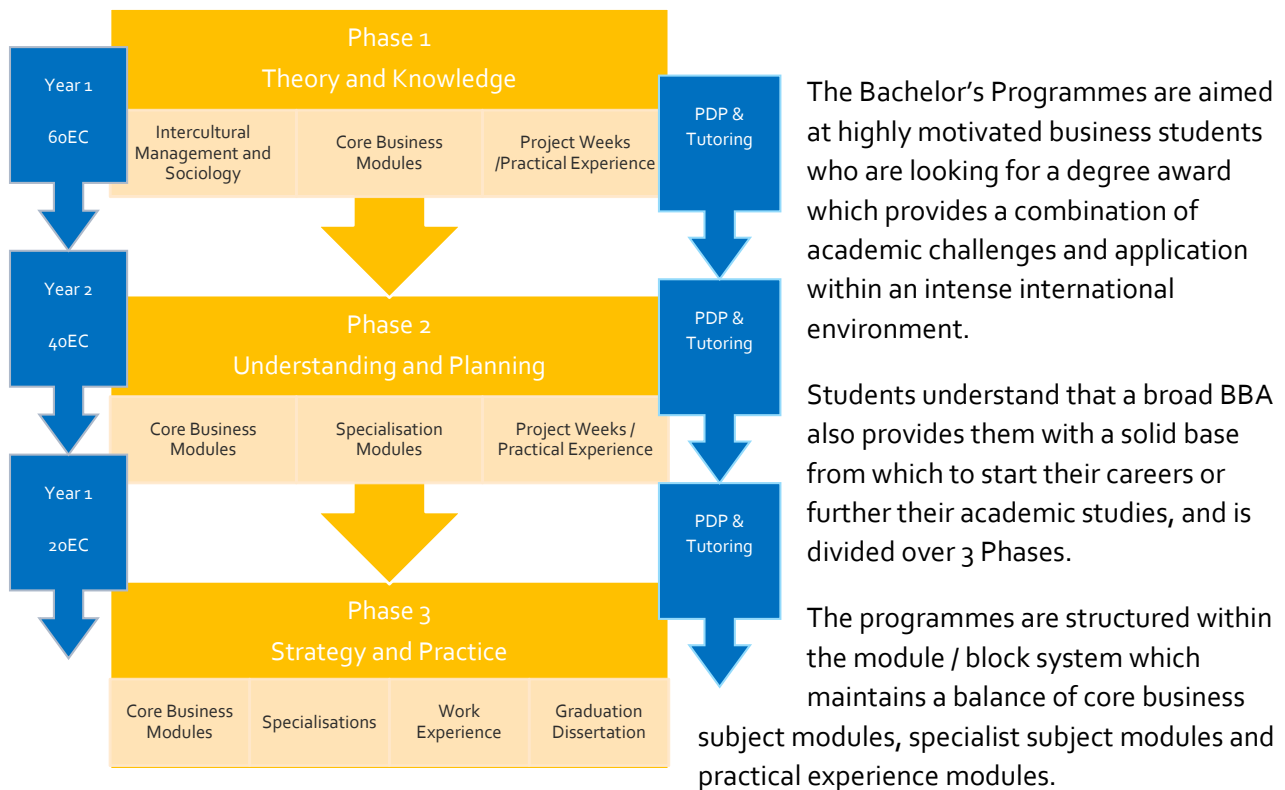 Phase 1
Theory and Knowledge
Year 1
60EC
Intercultural
Management and
Sociology
Core Business
Modules
Project Weeks
/Practical Experience
PDP &
Tutoring
Year 2
40EC
Phase 2
Understanding and Planning
Core Business
Modules
Specialisation
Modules
Project Weeks /
Practical Experience
PDP &
Tutoring
Year 1
20EC
Phase 3
Strategy and Practice
Core Business
Modules
Specialisations
Work
Experience
Graduation
Dissertation
PDP &
Tutoring
The Bachelor’s Programmes are aimed
at highly motivated business students
who are looking for a degree award
which provides a combination of
academic challenges and application
within an intense international
environment.
Students understand that a broad BBA
also provides them with a solid base
from which to start their careers or
further their academic studies, and is
divided over 3 Phases.
The programmes are structured within
the module / block system which
maintains a balance of core business
subject modules, specialist subject modules and
practical experience modules.